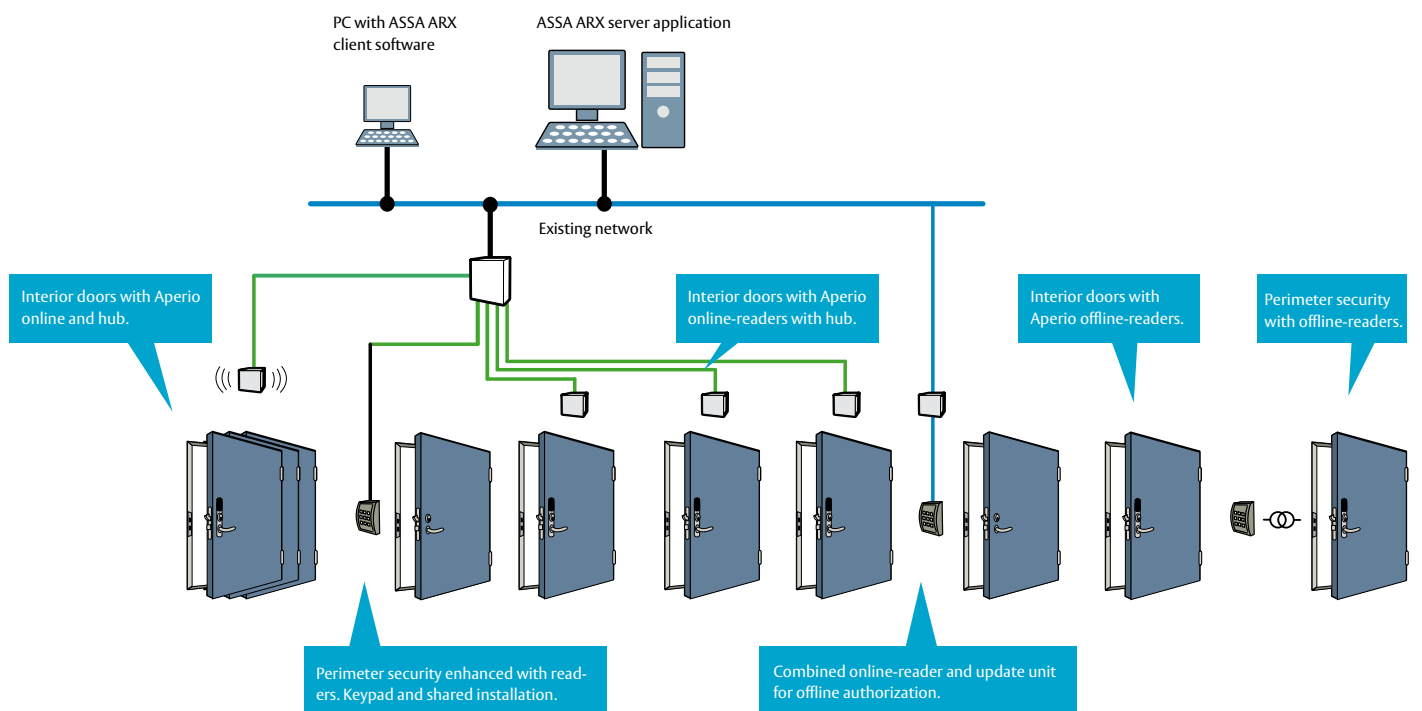 PC with ASSA ARX
client software
ASSA ARX server application
Existing network
Interior doors with Aperio
online and hub.
Interior doors with Aperio
online-readers with hub.
Interior doors with
Aperio offline-readers.
Perimeter security
with offline-readers.
Perimeter security enhanced with read-
ers. Keypad and shared installation.
Combined online-reader and update unit
for offline authorization.